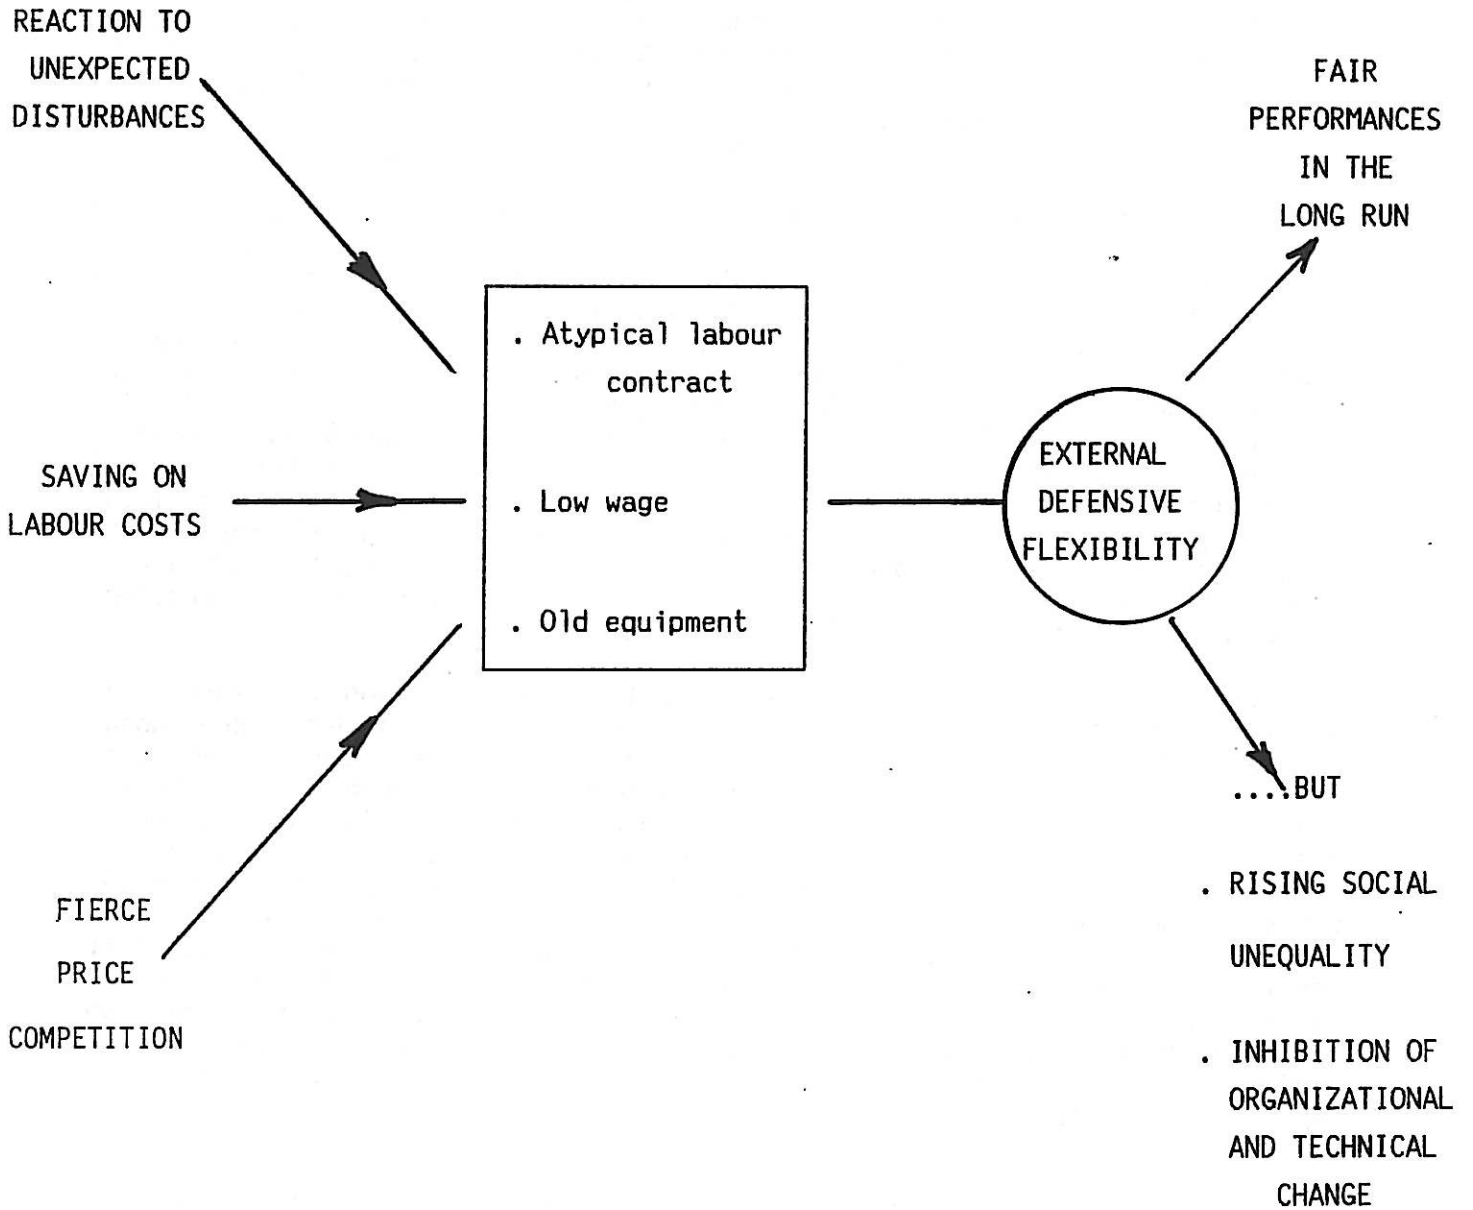 REACTION TO
UNEXPECTED
DISTURBANCES
FAIR
PERFORMANCES
IN THE
LONG RUN
. Atypical labour
contract
SAVING ON
LABOUR COSTS
. Low wage
. Old equipment
EXTERNAL
DEFENSIVE
FLEXIBILITY
FIERCE
PRICE
COMPETITION
....BUT
. RISING SOCIAL
UNEQUALITY
. INHIBITION OF
ORGANIZATIONAL
AND TECHNICAL
CHANGE